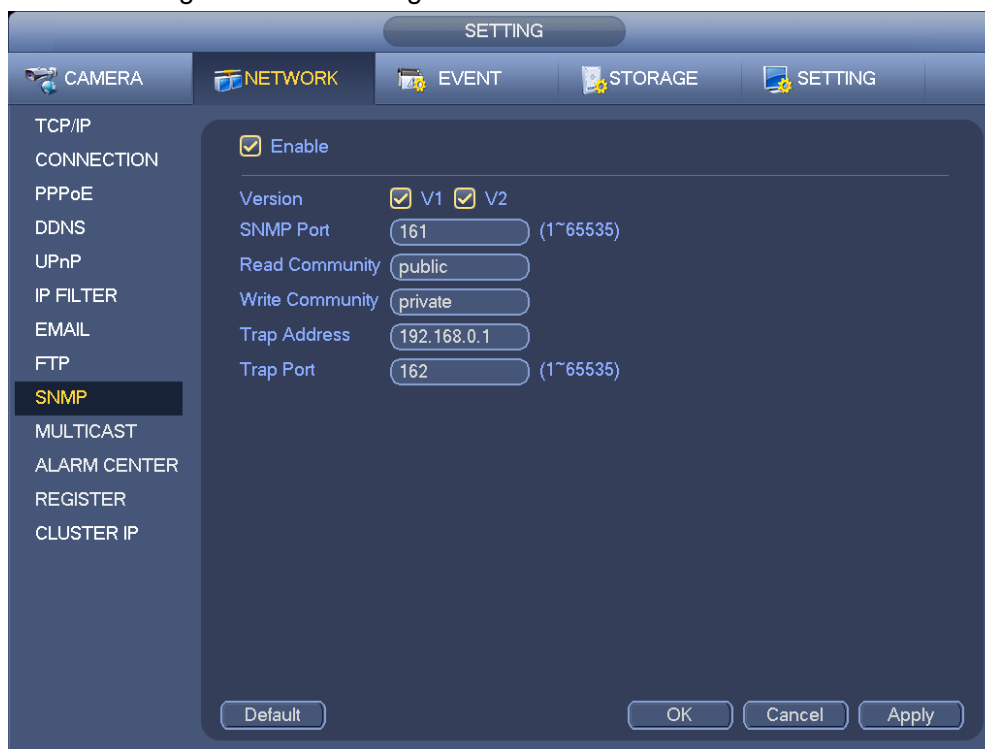 SETTING
CAMERA NETWORK EVENT STORAGE SETTING
TCP/IP
CONNECTION
PPPoE
DDNS
UPnP
IP FILTER
EMAIL
FTP
SNMP
MULTICAST
ALARM CENTER
REGISTER
CLUSTER IP
Enable
Version V1 V2
SNMP Port 161 (1~65535)
Read Community public
Write Community private
Trap Address 192.168.0.1
Trap Port 162 (1~65535)
Default OK Cancel Apply